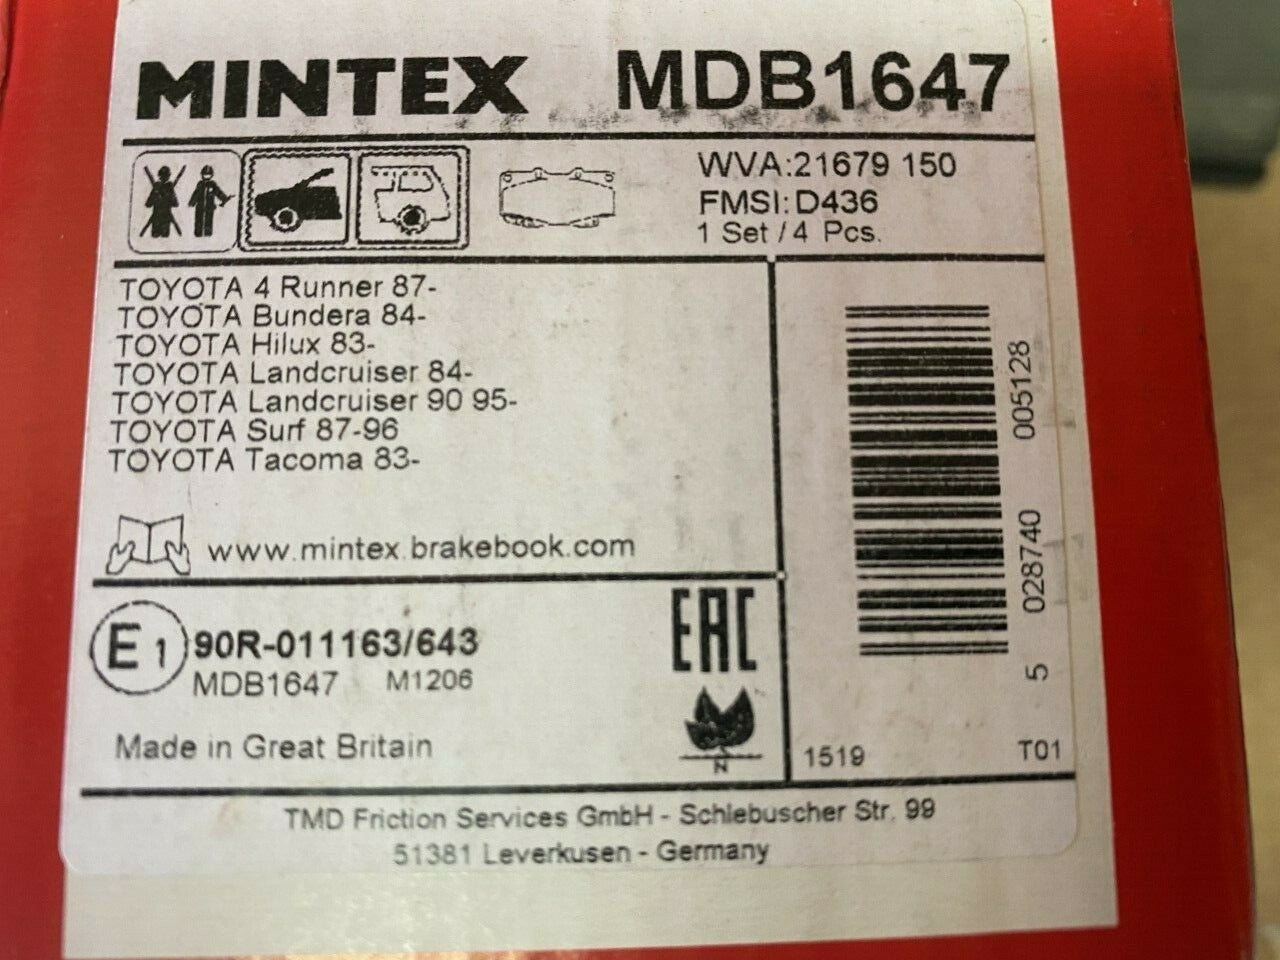 MINTEX MDB1647
WVA:21679 150
FMSI: D436
1 Set / 4 Pcs.
TOYOTA 4 Runner 87-
TOYOTA Bundera 84-
TOYOTA Hilux 83-
TOYOTA Landcruiser 84-
TOYOTA Landcruiser 90 95-
TOYOTA Surf 87-96
TOYOTA Tacoma 83-
www.mintex.brakebook.com
5 028740 005128
E1 90R-011163/643
MDB1647 M1206
EAC
N
Made in Great Britain
1519 T01
TMD Friction Services GmbH - Schlebuscher Str. 99
51381 Leverkusen - Germany